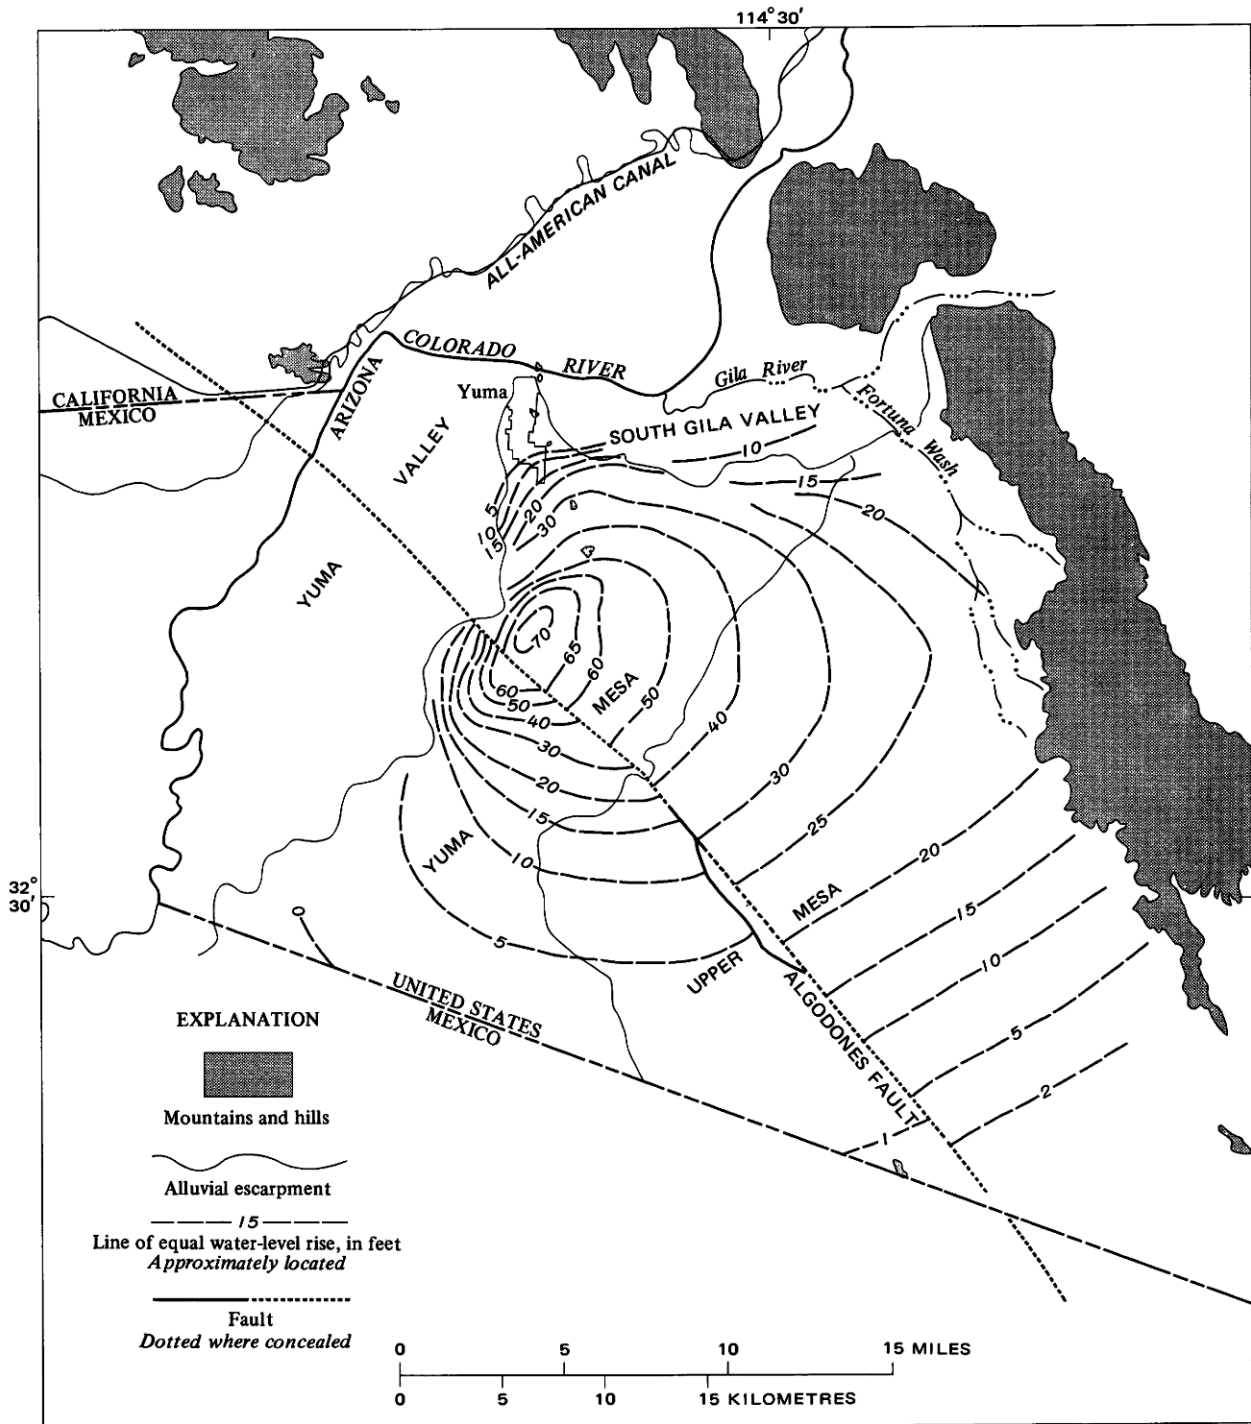 114° 30′
ALL-AMERICAN CANAL
COLORADO RIVER
Gila River
Fortuna Wash
CALIFORNIA
MEXICO
ARIZONA
Yuma
SOUTH GILA VALLEY
YUMA VALLEY
10
15
20
5
10
15
20
30
70
65
60
50
40
30
25
20
15
10
5
2
1
60
50
40
30
20
15
10
5
0
YUMA MESA
UPPER MESA
ALGODONES FAULT
32° 30′
UNITED STATES
MEXICO
EXPLANATION
Mountains and hills
Alluvial escarpment
15
Line of equal water-level rise, in feet
Approximately located
Fault
Dotted where concealed
0 5 10 15 MILES
0 5 10 15 KILOMETRES